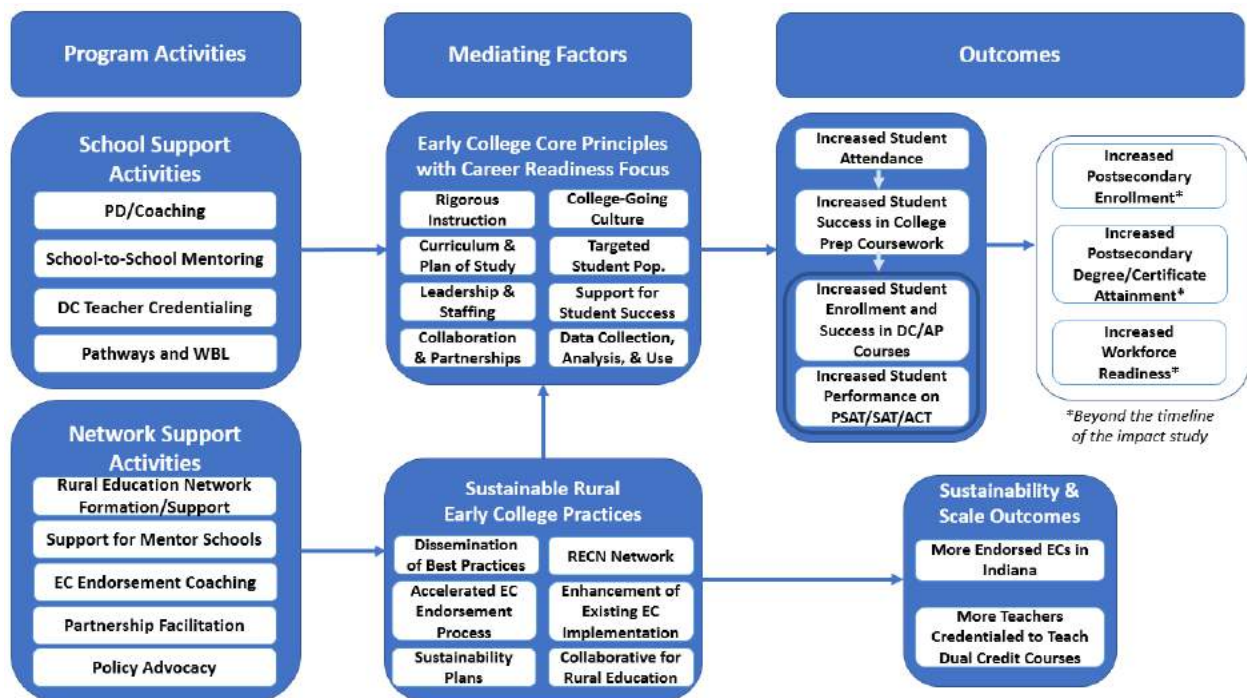 Program Activities
Mediating Factors
Outcomes
School Support
Activities
PD/Coaching
School-to-School Mentoring
DC Teacher Credentialing
Pathways and WBL
Network Support
Activities
Rural Education Network
Formation/Support
Support for Mentor Schools
EC Endorsement Coaching
Partnership Facilitation
Policy Advocacy
Early College Core Principles
with Career Readiness Focus
Rigorous
Instruction
College-Going
Culture
Curriculum &
Plan of Study
Targeted
Student Pop.
Leadership &
Staffing
Support for
Student Success
Collaboration
& Partnerships
Data Collection,
Analysis, & Use
Sustainable Rural
Early College Practices
Dissemination
of Best Practices
RECN Network
Accelerated EC
Endorsement
Process
Enhancement of
Existing EC
Implementation
Sustainability
Plans
Collaborative for
Rural Education
Increased Student
Attendance
Increased Student
Success in College
Prep Coursework
Increased Student
Enrollment and
Success in DC/AP
Courses
Increased Student
Performance on
PSAT/SAT/ACT
Increased
Postsecondary
Enrollment*
Increased
Postsecondary
Degree/Certificate
Attainment*
Increased
Workforce
Readiness*
*Beyond the timeline
of the impact study
Sustainability &
Scale Outcomes
More Endorsed ECs in
Indiana
More Teachers
Credentialed to Teach
Dual Credit Courses